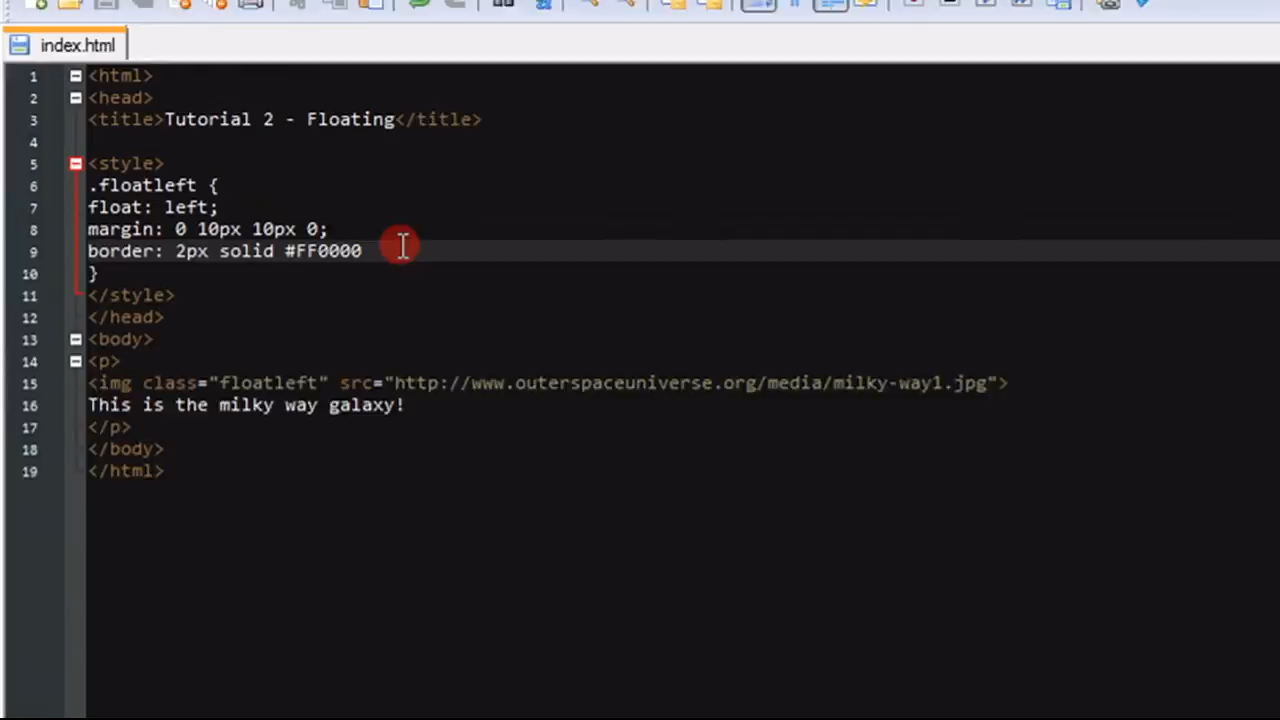 index.html
1 <html>
2 <head>
3 <title>Tutorial 2 - Floating</title>
4
5 <style>
6 .floatleft {
7 float: left;
8 margin: 0 10px 10px 0;
9 border: 2px solid #FF0000
10 }
11 </style>
12 </head>
13 <body>
14 <p>
15 <img class="floatleft" src="http://www.outerspaceuniverse.org/media/milky-way1.jpg">
16 This is the milky way galaxy!
17 </p>
18 </body>
19 </html>